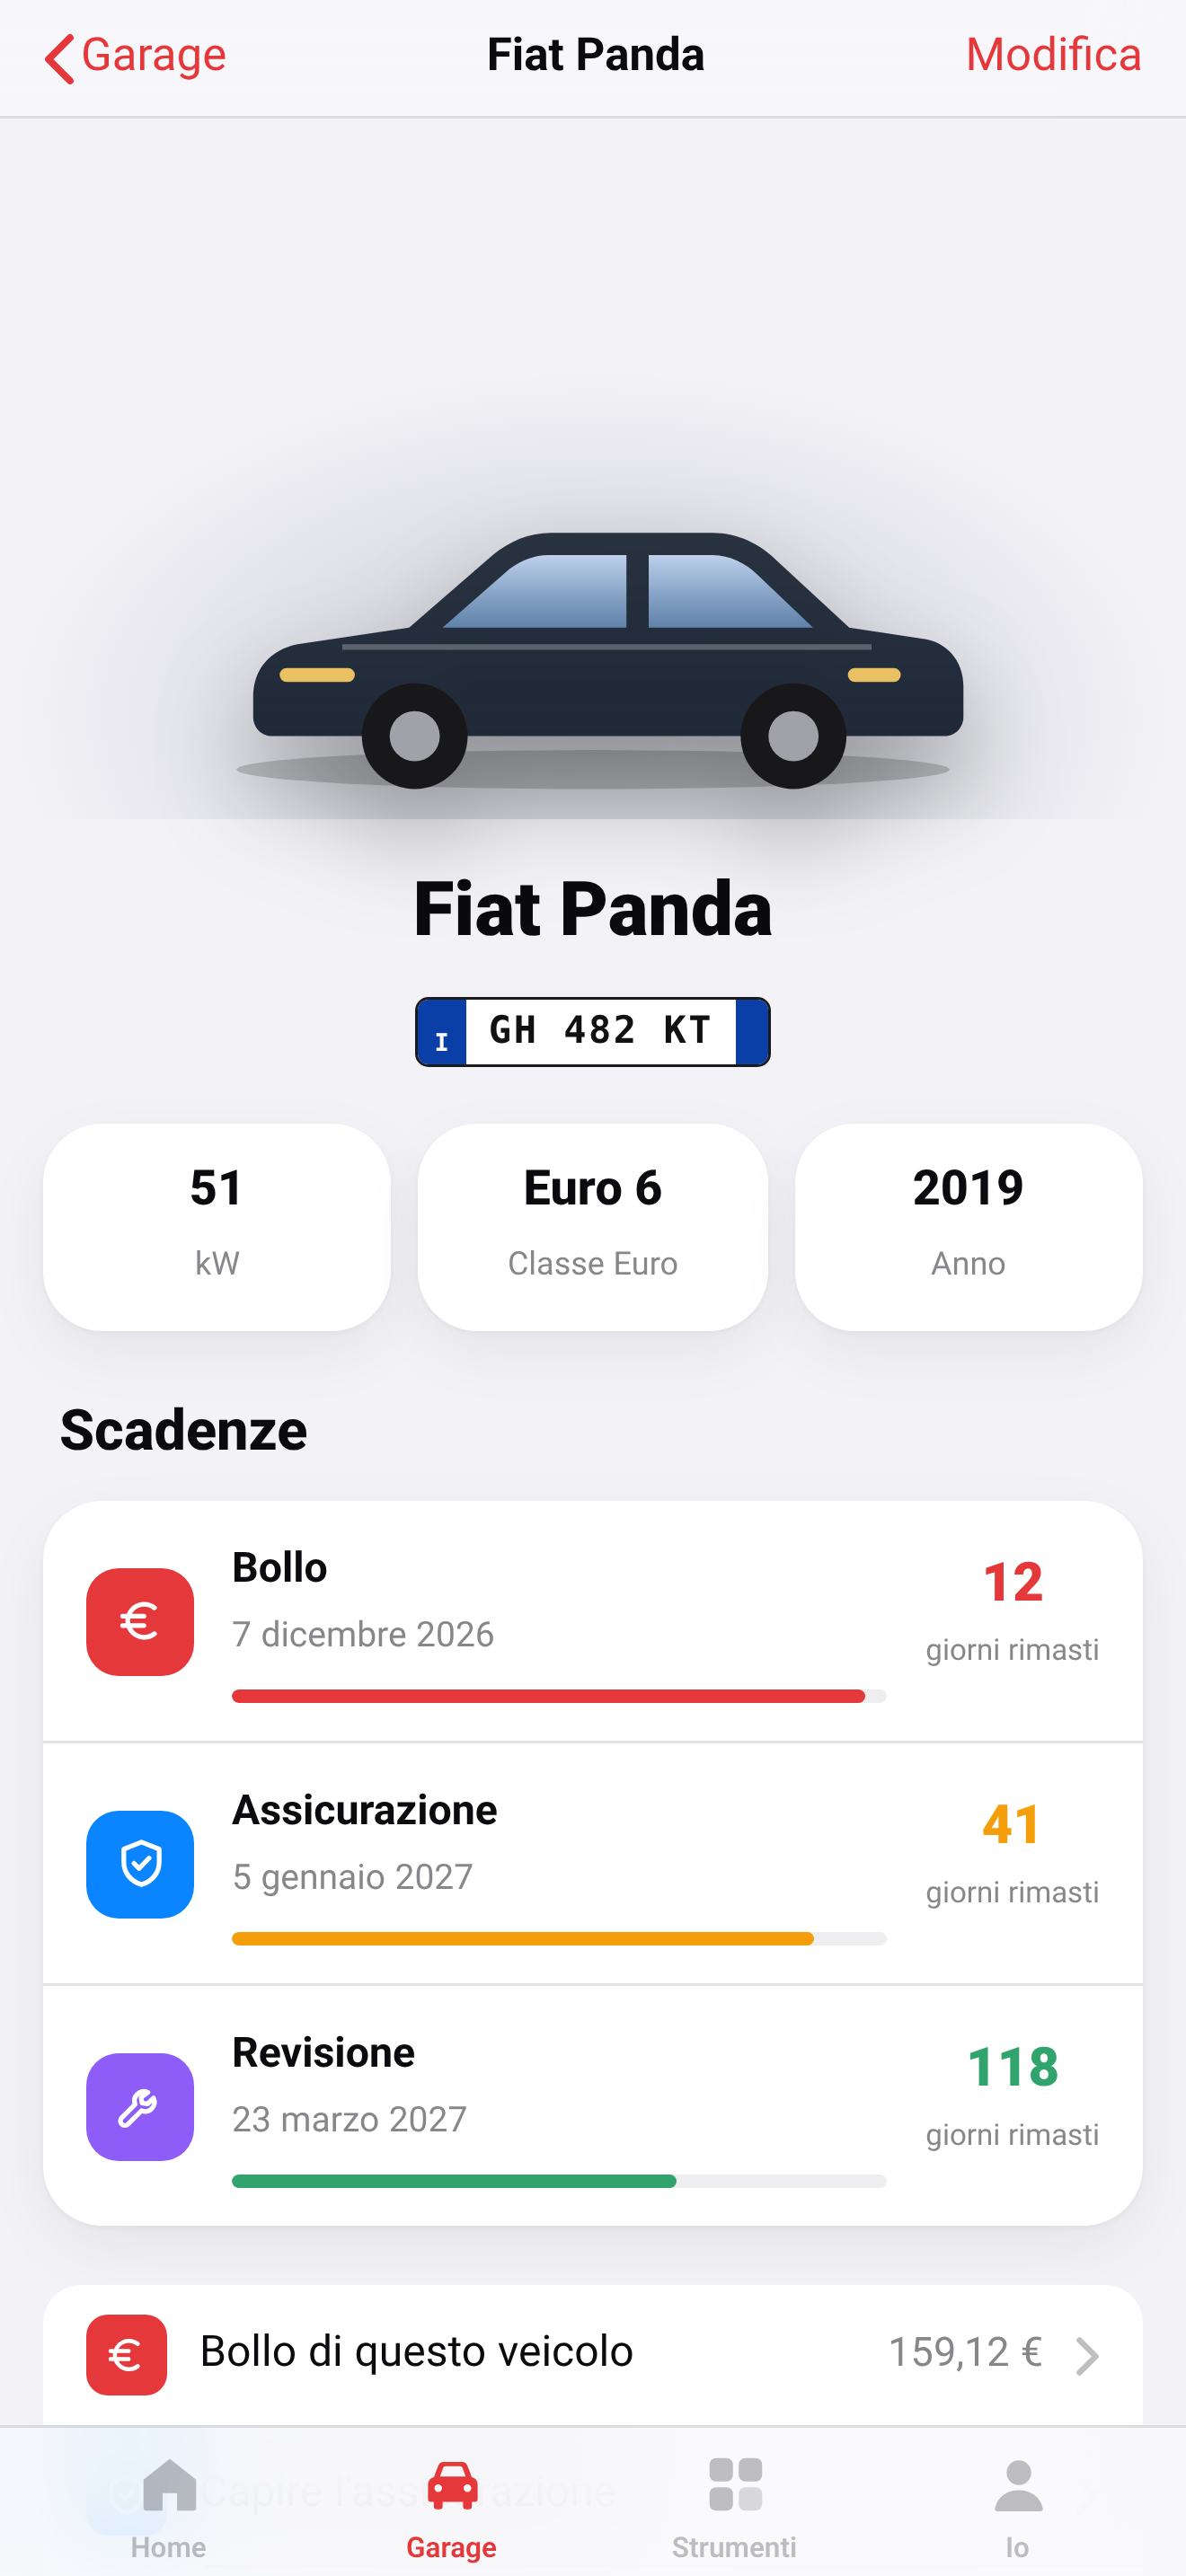 Garage
Fiat Panda
Modifica
Fiat Panda
I GH 482 KT
51
kW
Euro 6
Classe Euro
2019
Anno
Scadenze
Bollo
7 dicembre 2026
12
giorni rimasti
Assicurazione
5 gennaio 2027
41
giorni rimasti
Revisione
23 marzo 2027
118
giorni rimasti
Bollo di questo veicolo
159,12 €
Capire l'assicurazione
Home
Garage
Strumenti
Io